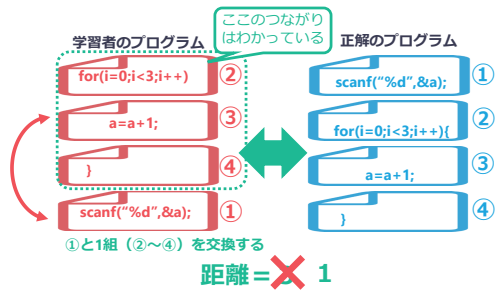 ここのつながり
はわかっている
学習者のプログラム
for(i=0;i<3;i++)
②
a=a+1;
③
}
④
scanf(“%d”,&a);
①
①と1組（②～④）を交換する
正解のプログラム
scanf(“%d”,&a);
①
for(i=0;i<3;i++){
②
a=a+1;
③
}
④
距離＝ 1